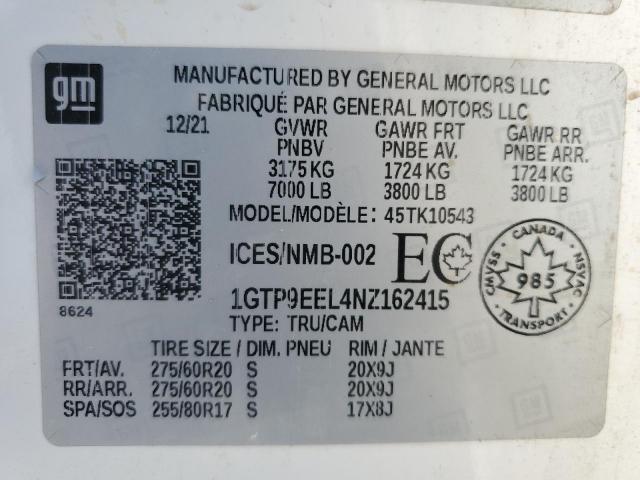 gm
MANUFACTURED BY GENERAL MOTORS LLC
FABRIQUÉ PAR GENERAL MOTORS LLC
12/21 GVWR GAWR FRT GAWR RR
PNBV PNBE AV. PNBE ARR.
3175 KG 1724 KG 1724 KG
7000 LB 3800 LB 3800 LB
MODEL/MODÈLE: 45TK10543
ICES/NMB-002 EC
CANADA
CMVSS 985 NSVAC
TRANSPORT
1GTP9EEL4NZ162415
8624
TYPE: TRU/CAM
TIRE SIZE / DIM. PNEU RIM / JANTE
FRT/AV. 275/60R20 S 20X9J
RR/ARR. 275/60R20 S 20X9J
SPA/SOS 255/80R17 S 17X8J